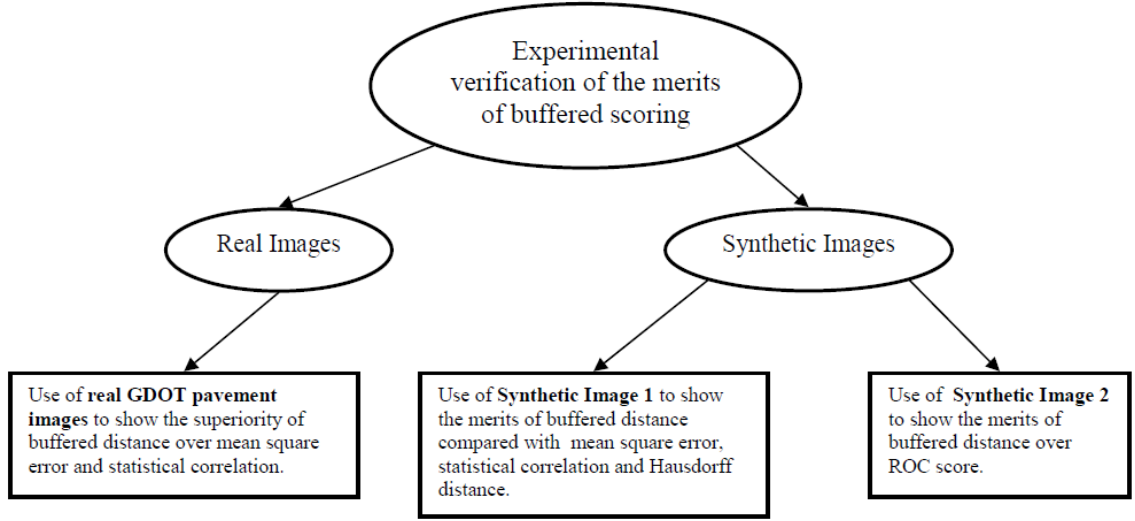 Experimental
verification of the merits
of buffered scoring
Real Images
Synthetic Images
Use of real GDOT pavement
images to show the superiority of
buffered distance over mean square
error and statistical correlation.
Use of Synthetic Image 1 to show
the merits of buffered distance
compared with mean square error,
statistical correlation and Hausdorff
distance.
Use of Synthetic Image 2
to show the merits of
buffered distance over
ROC score.